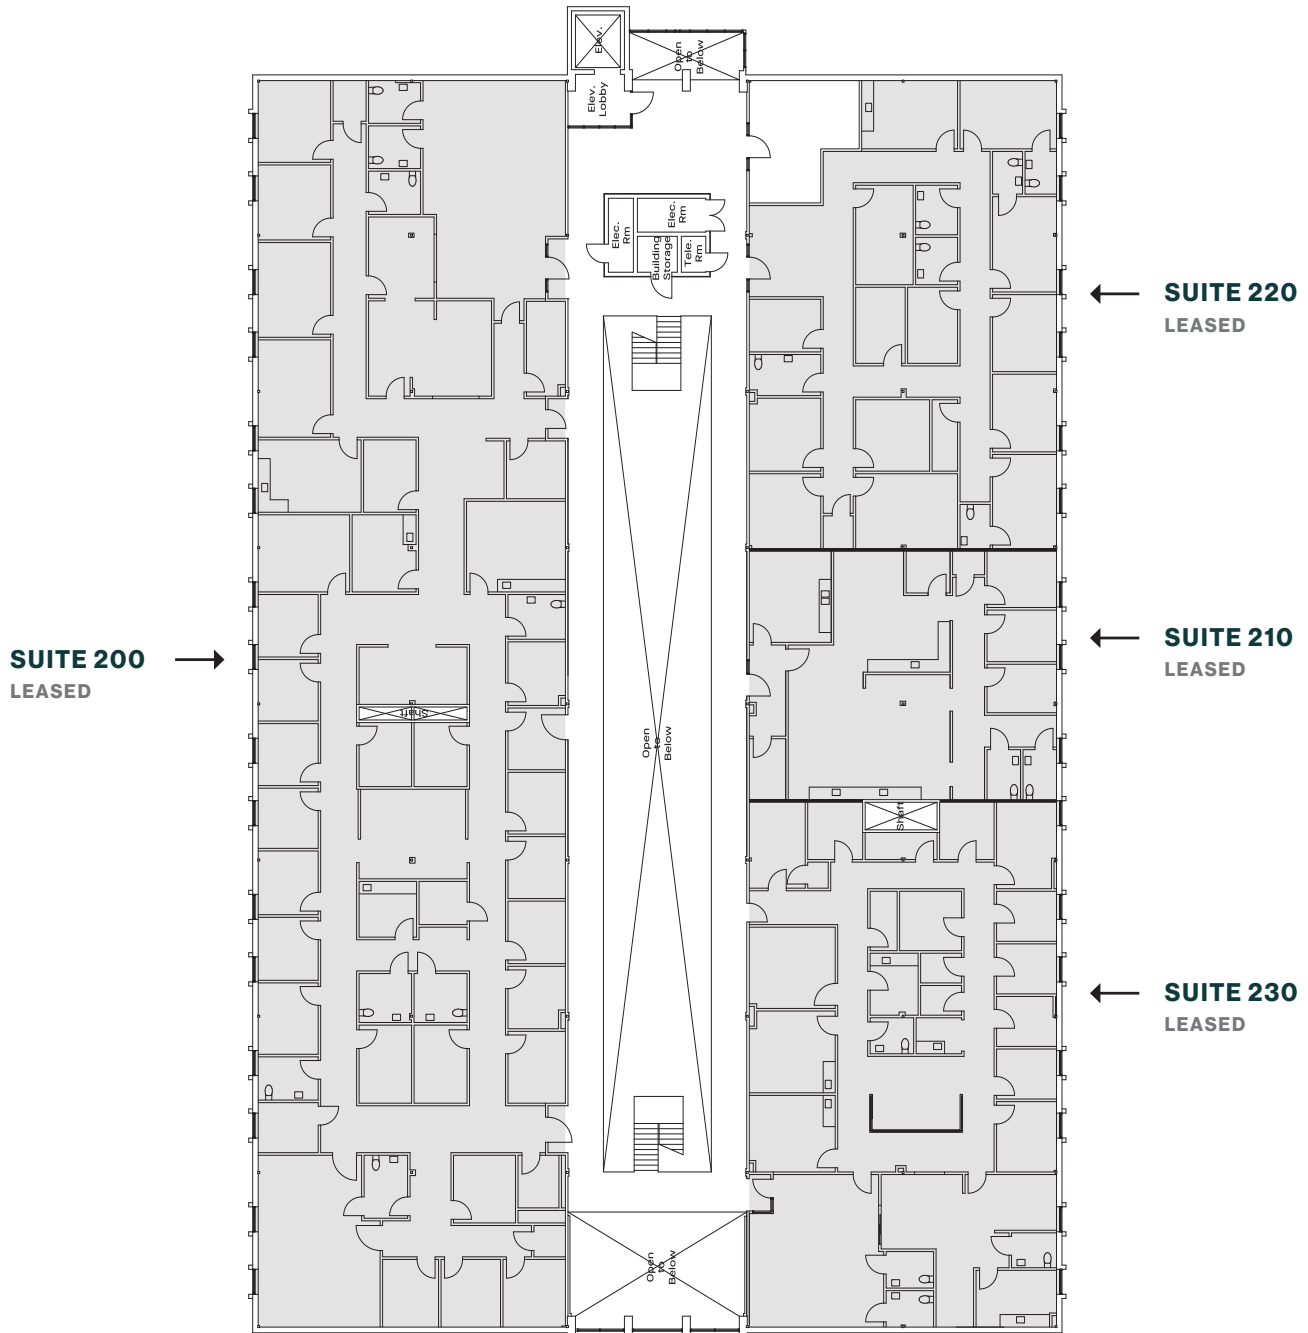 Elev.
Open
to
Below
Elev.
Lobby
Elec.
Rm
Elec.
Rm
Building
Storage
Tele.
Rm
SUITE 220
LEASED
SUITE 210
LEASED
SUITE 200
LEASED
Shaft
Open
to
Below
Shaft
SUITE 230
LEASED
Open
to
Below